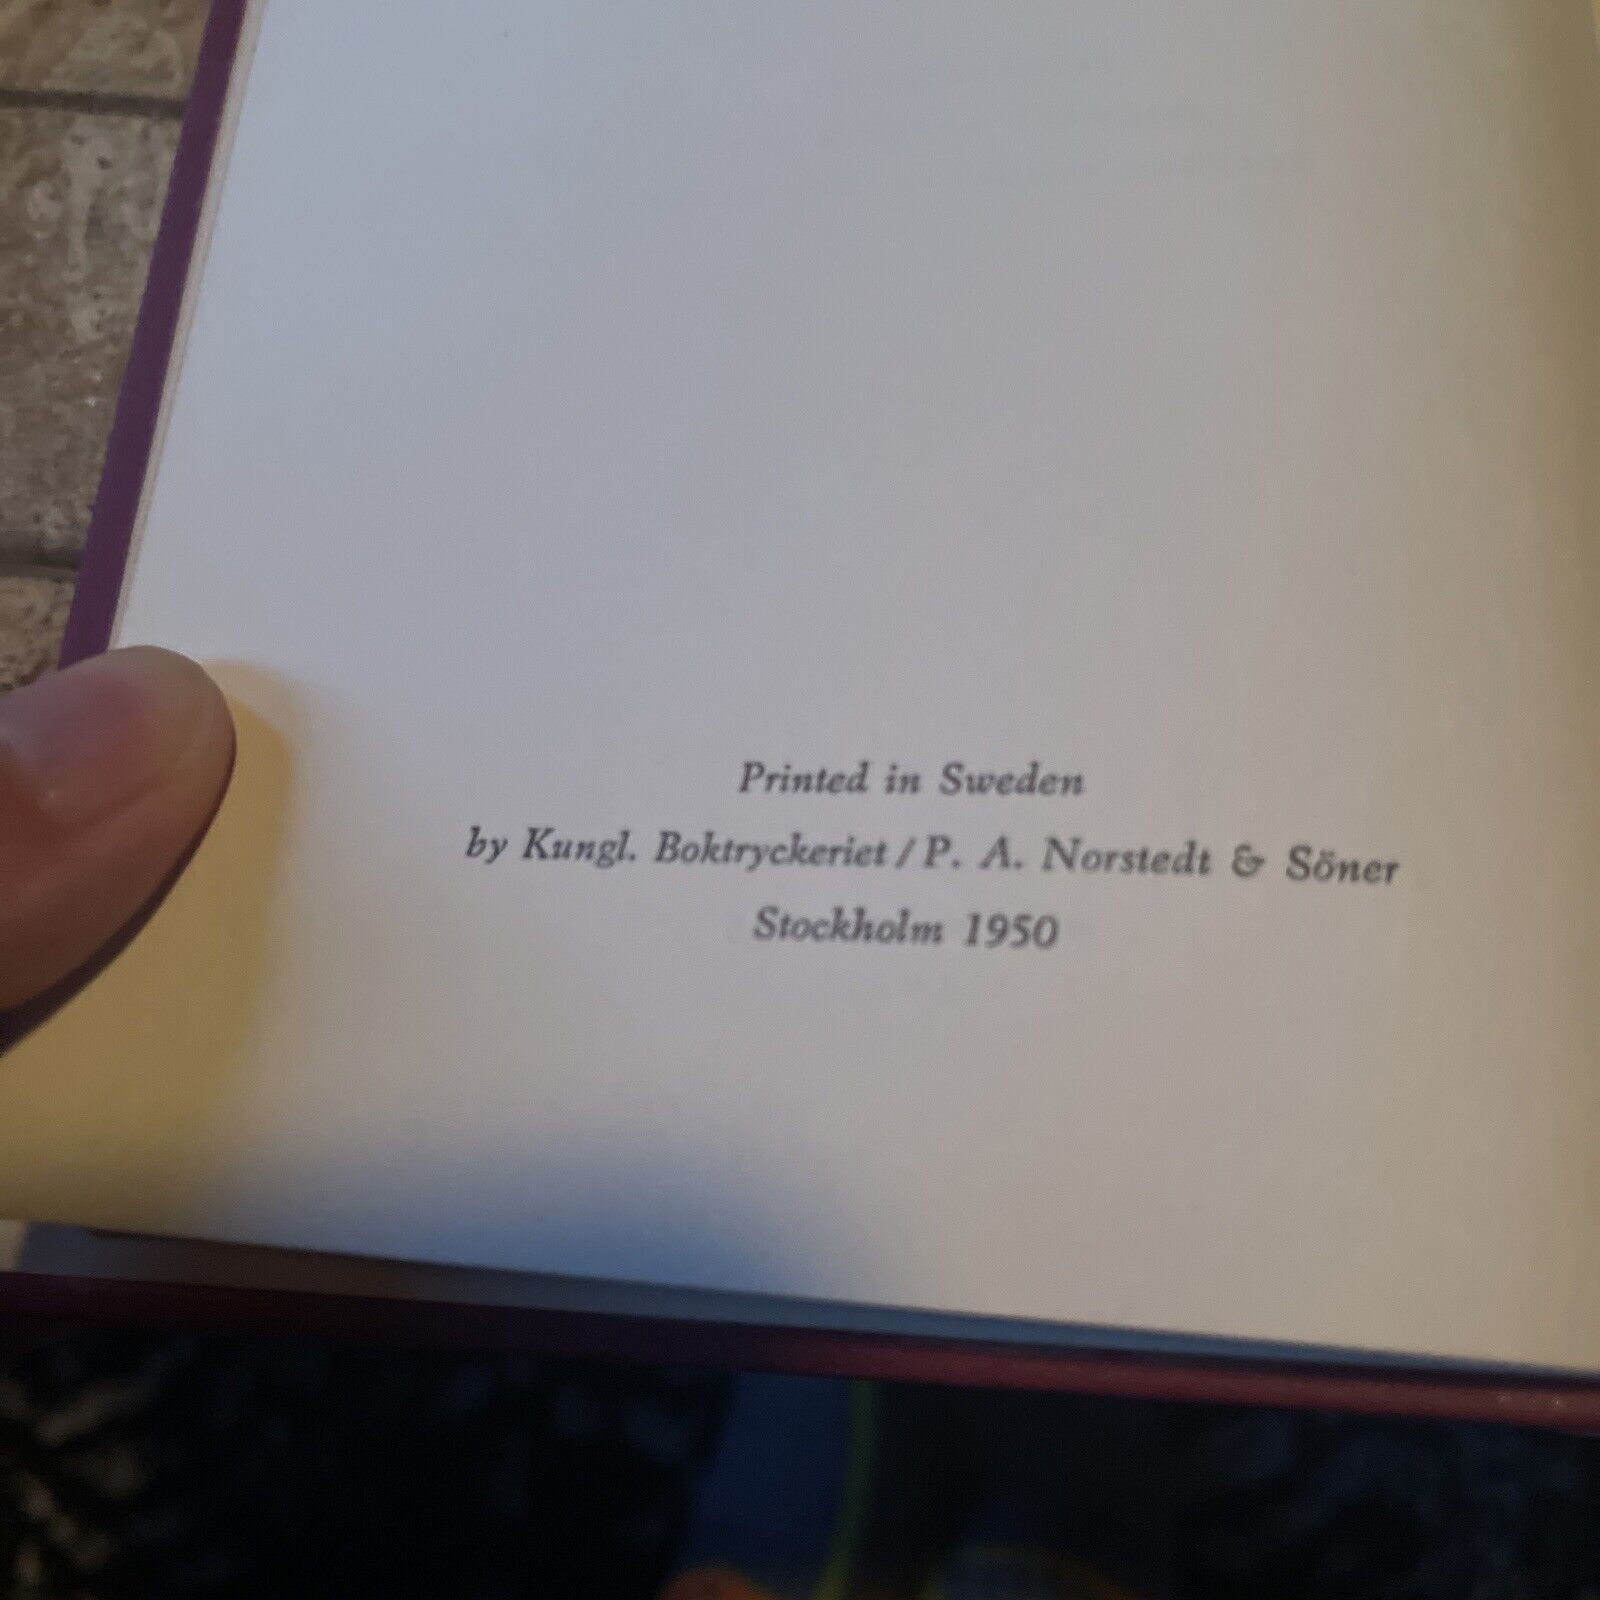 Printed in Sweden
by Kungl. Boktryckeriet / P. A. Norstedt & Söner
Stockholm 1950